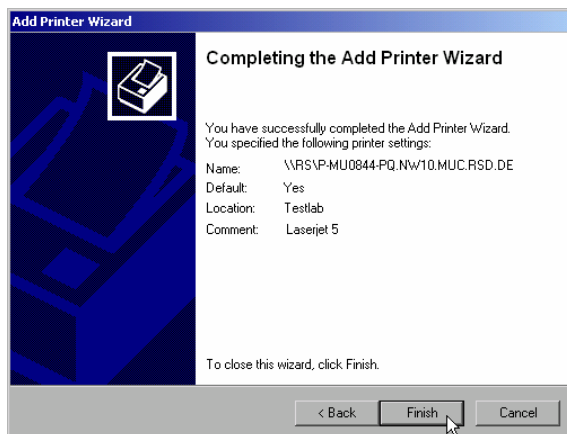 Add Printer Wizard
Completing the Add Printer Wizard
You have successfully completed the Add Printer Wizard.
You specified the following printer settings:
Name: \\RS\P-MU0844-PQ.NW10.MUC.RSD.DE
Default: Yes
Location: Testlab
Comment: Laserjet 5
To close this wizard, click Finish.
< Back Finish Cancel